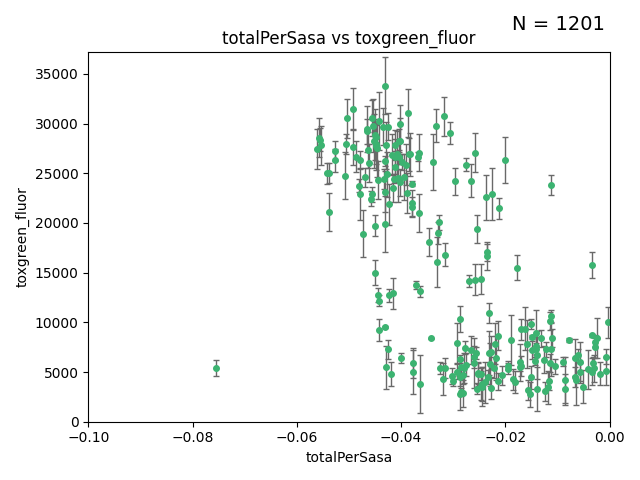 N = 1201
totalPerSasa vs toxgreen_fluor
toxgreen_fluor
35000
30000
25000
20000
15000
10000
5000
0
−0.10 −0.08 −0.06 −0.04 −0.02 0.00
totalPerSasa